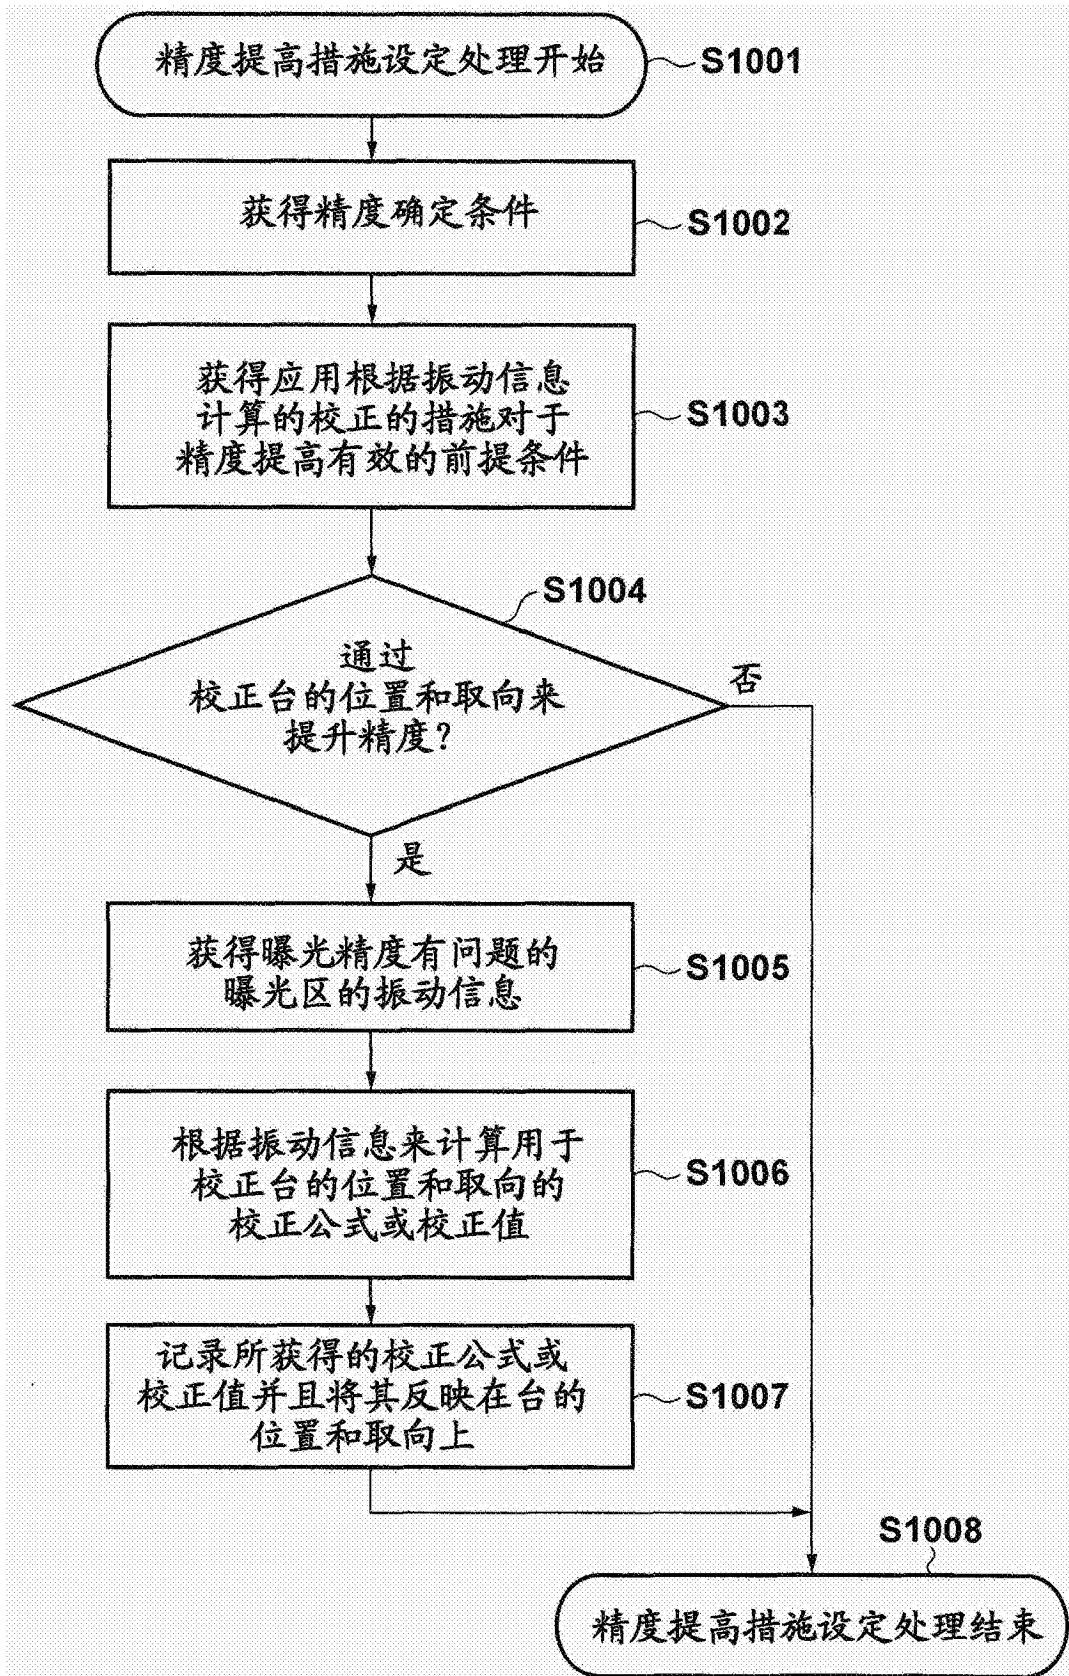 精度提高措施设定处理开始
S1001
获得精度确定条件
S1002
获得应用根据振动信息
计算的校正的措施对于
精度提高有效的前提条件
S1003
S1004
通过
校正台的位置和取向来
提升精度?
否
是
获得曝光精度有问题的
曝光区的振动信息
S1005
根据振动信息来计算用于
校正台的位置和取向的
校正公式或校正值
S1006
记录所获得的校正公式或
校正值并且将其反映在台的
位置和取向上
S1007
S1008
精度提高措施设定处理结束